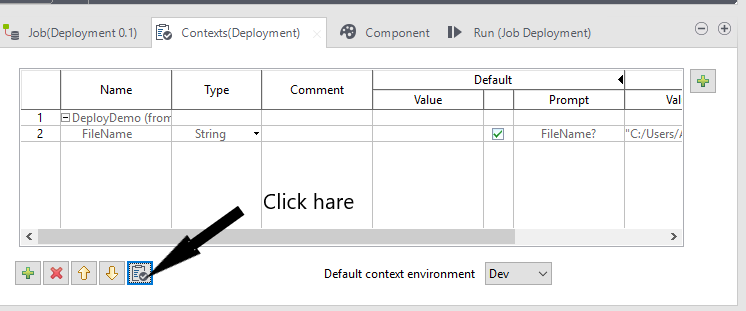 Job(Deployment 0.1) Contexts(Deployment) Component Run (Job Deployment)
Name Type Comment Default
Value Prompt Val
1 DeployDemo (from
2 FileName String FileName? "C:/Users/A
Click hare
Default context environment Dev